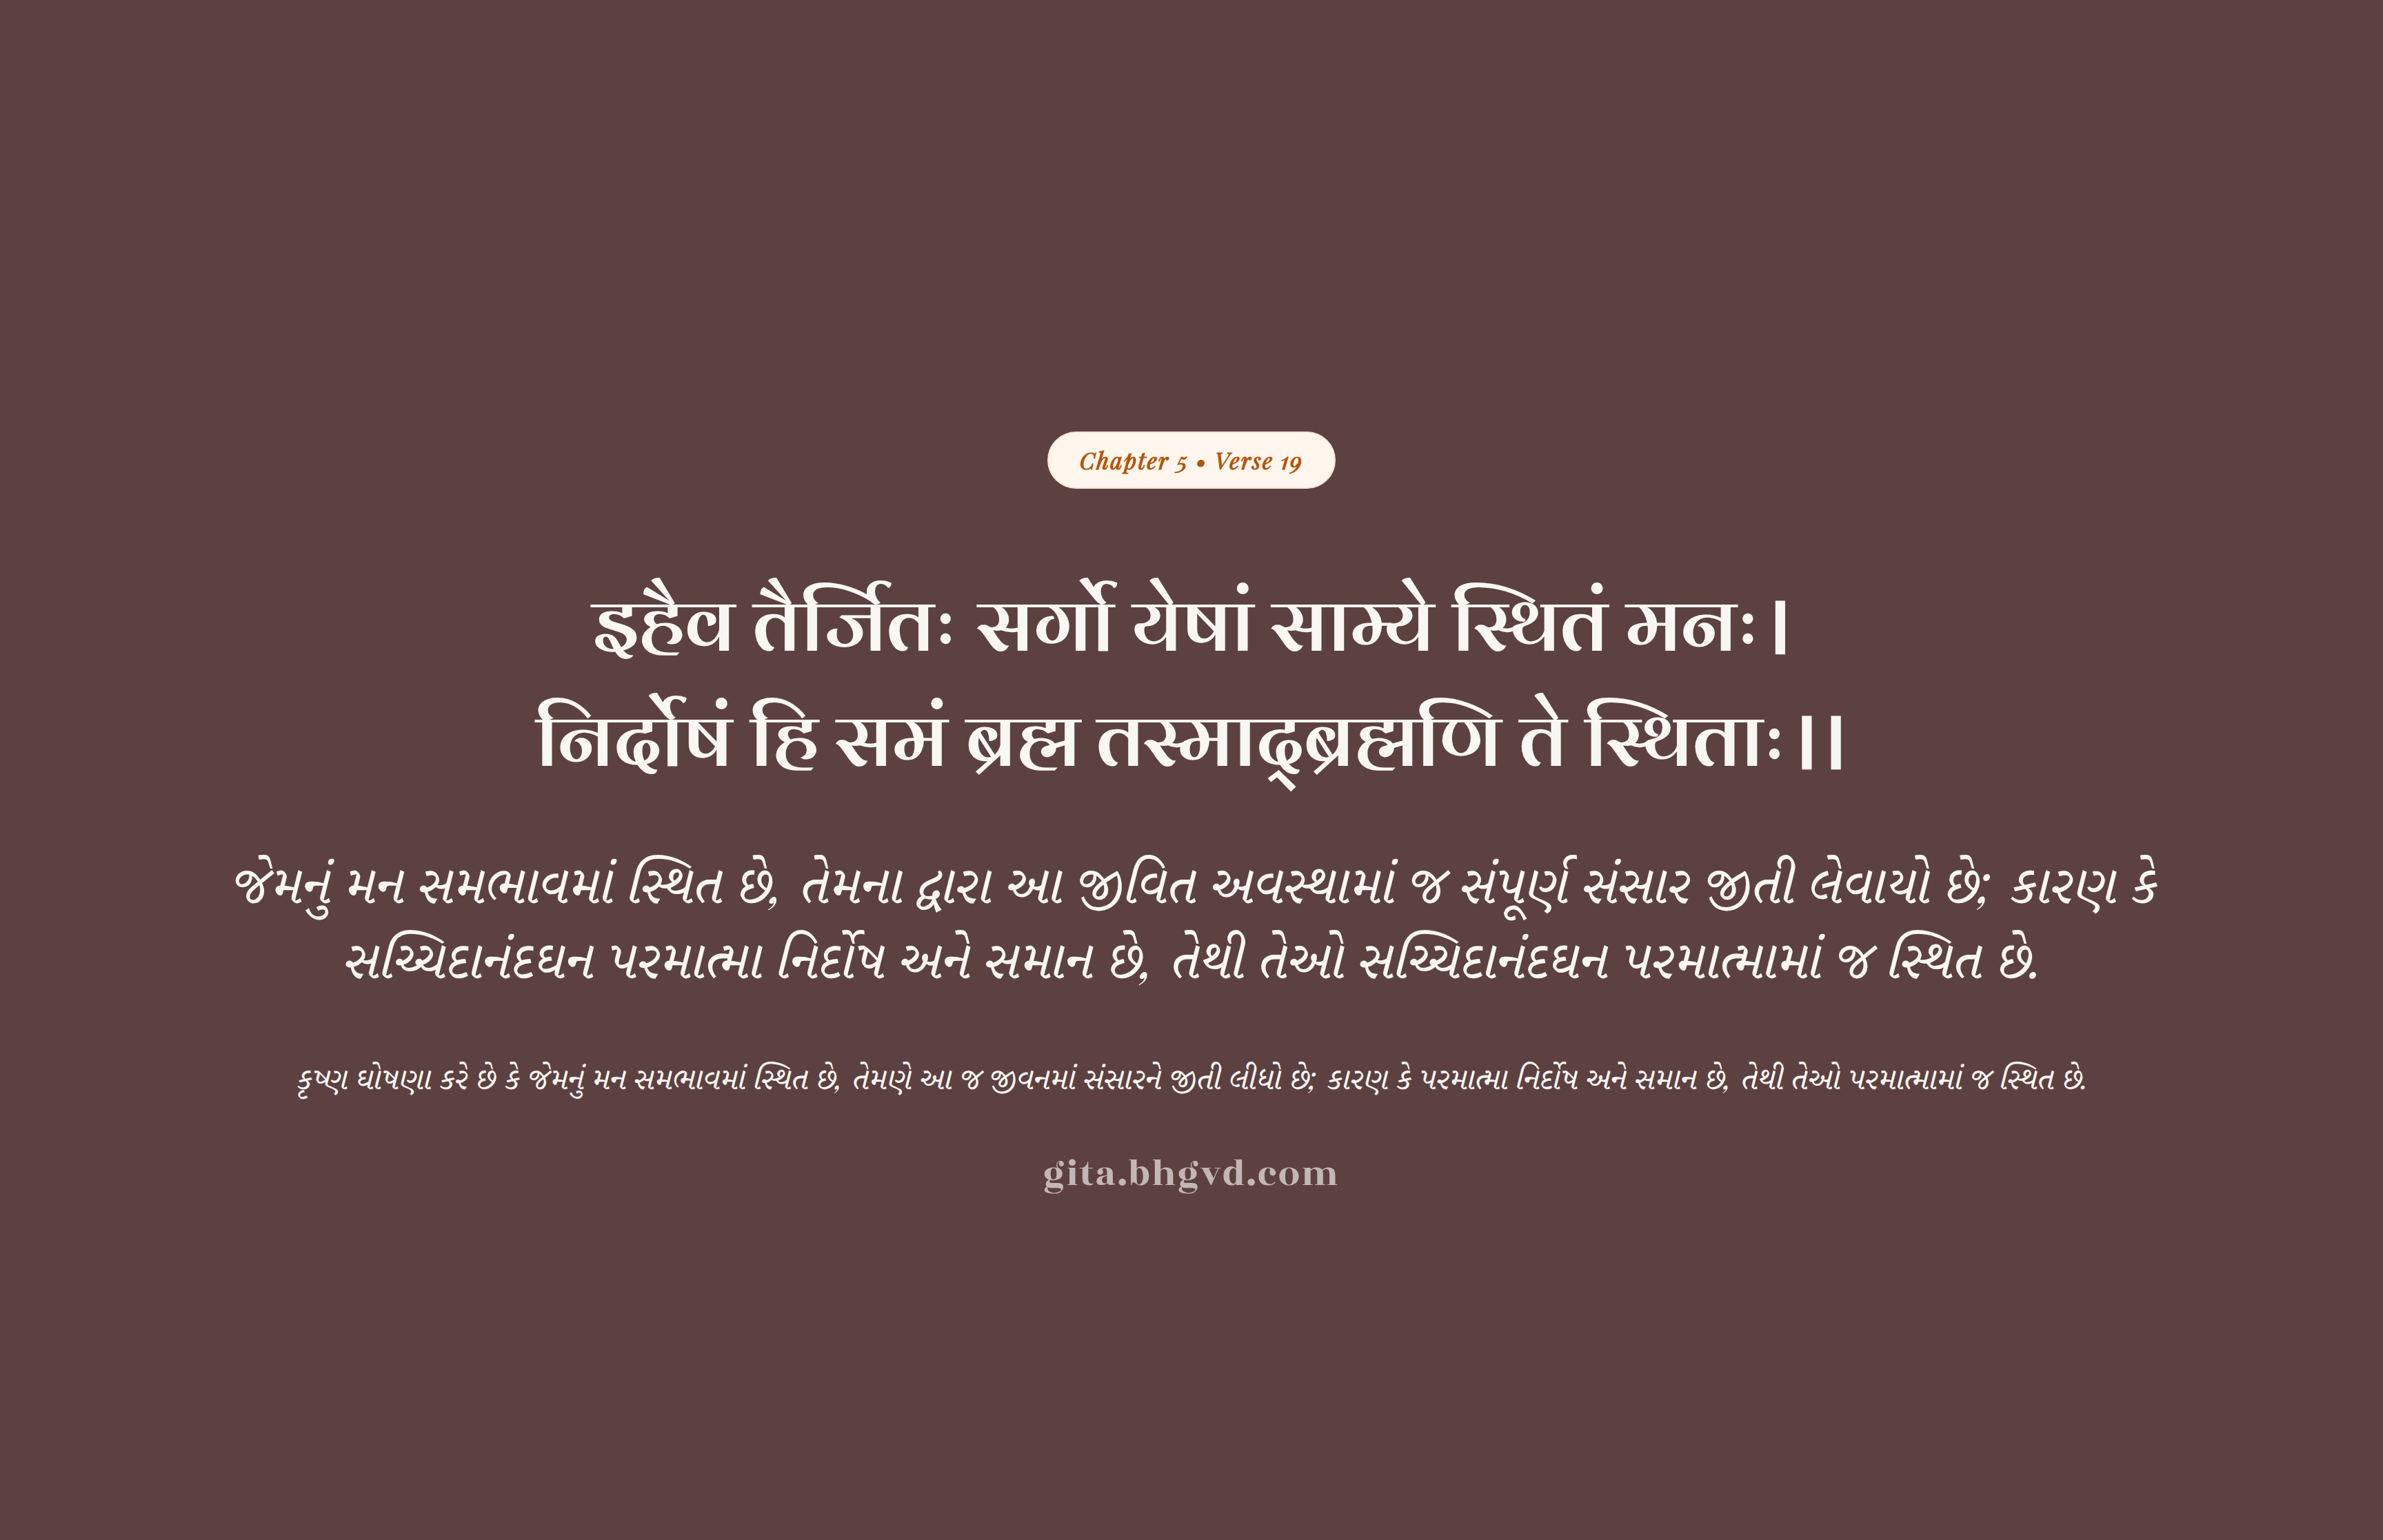 Chapter 5 • Verse 19
इहैव तैर्जितः सर्गो येषां साम्ये स्थितं मनः।
निर्दोषं हि समं ब्रह्म तस्माद्ब्रह्मणि ते स्थिताः।।
જેમનું મન સમભાવમાં સ્થિત છે, તેમના દ્વારા આ જીવિત અવસ્થામાં જ સંપૂર્ણ સંસાર જીતી લેવાયો છે; કારણ કે
સચ્ચિદાનંદઘન પરમાત્મા નિર્દોષ અને સમાન છે, તેથી તેઓ સચ્ચિદાનંદઘન પરમાત્મામાં જ સ્થિત છે.
કૃષ્ણ ઘોષણા કરે છે કે જેમનું મન સમભાવમાં સ્થિત છે, તેમણે આ જ જીવનમાં સંસારને જીતી લીધો છે; કારણ કે પરમાત્મા નિર્દોષ અને સમાન છે, તેથી તેઓ પરમાત્મામાં જ સ્થિત છે.
gita.bhgvd.com